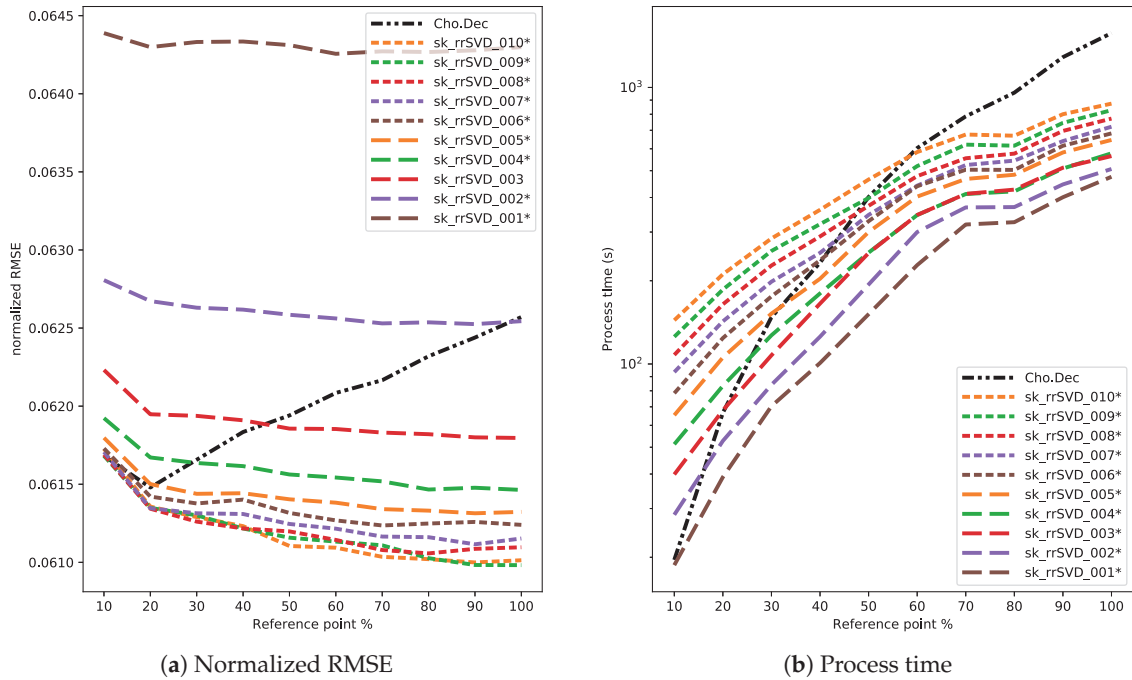 0.0645
0.0640
0.0635
0.0630
0.0625
0.0620
0.0615
0.0610
normalized RMSE
10 20 30 40 50 60 70 80 90 100
Reference point %
Cho.Dec
sk_rrSVD_010*
sk_rrSVD_009*
sk_rrSVD_008*
sk_rrSVD_007*
sk_rrSVD_006*
sk_rrSVD_005*
sk_rrSVD_004*
sk_rrSVD_003
sk_rrSVD_002*
sk_rrSVD_001*
(a) Normalized RMSE
10³
10²
Process time (s)
10 20 30 40 50 60 70 80 90 100
Reference point %
Cho.Dec
sk_rrSVD_010*
sk_rrSVD_009*
sk_rrSVD_008*
sk_rrSVD_007*
sk_rrSVD_006*
sk_rrSVD_005*
sk_rrSVD_004*
sk_rrSVD_003*
sk_rrSVD_002*
sk_rrSVD_001*
(b) Process time